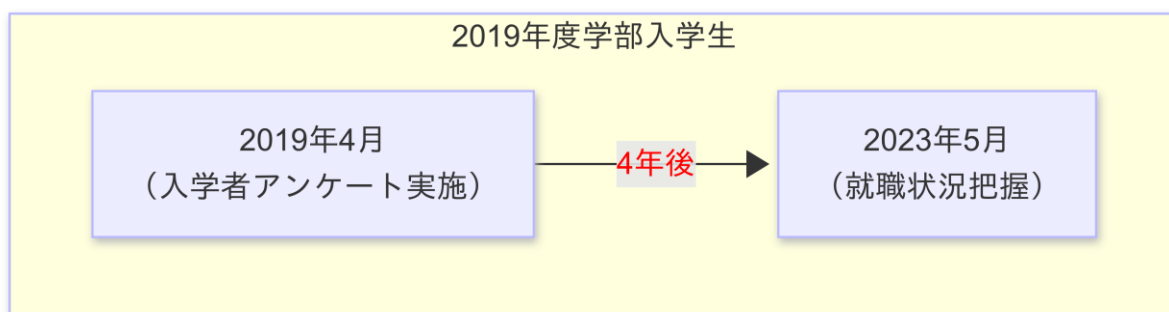 2019年度学部入学生
2019年4月
（入学者アンケート実施）
4年後
2023年5月
（就職状況把握）